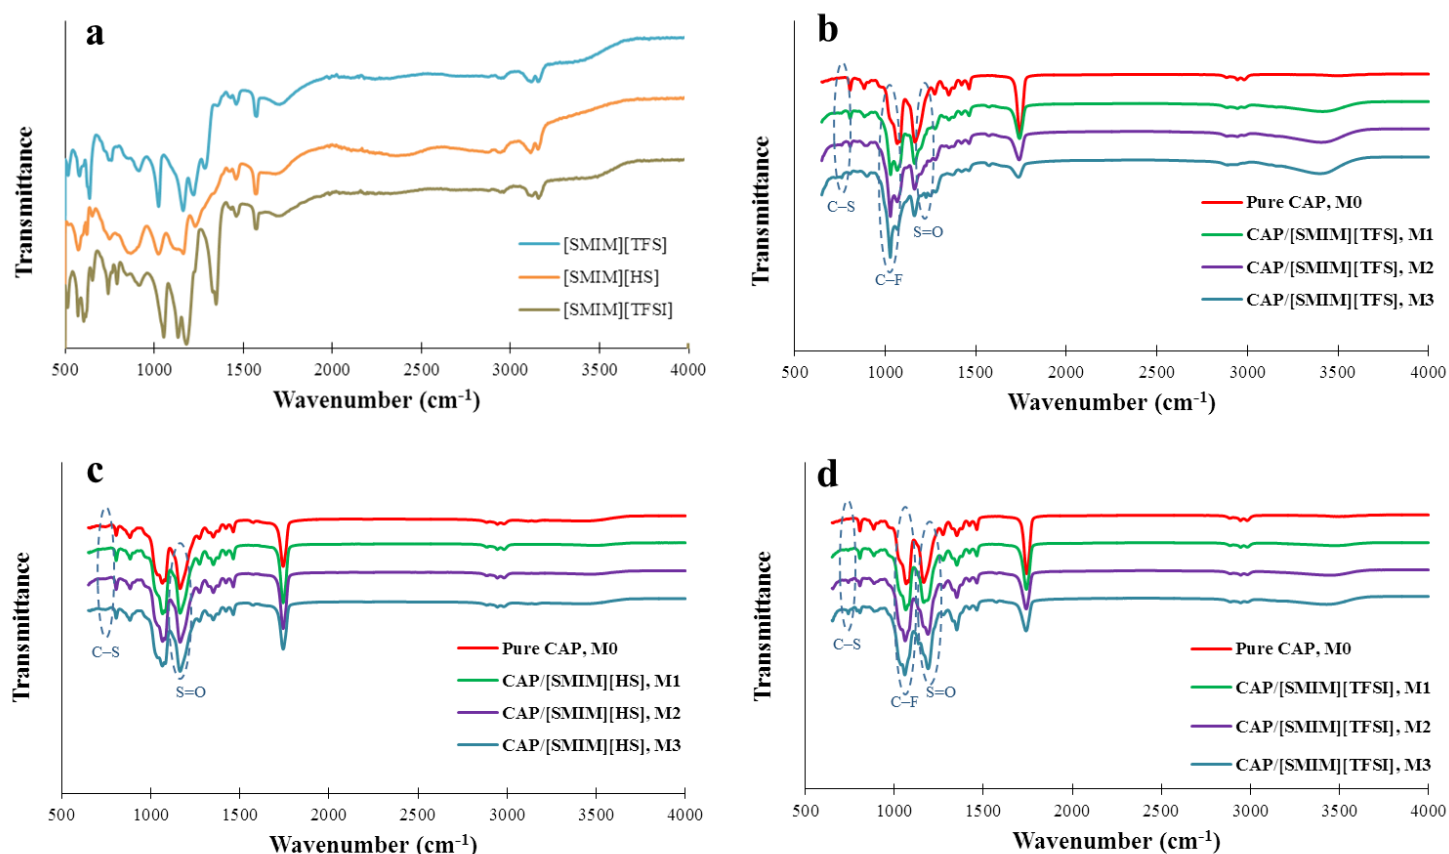 a
Transmittance
[SMIM][TFS]
[SMIM][HS]
[SMIM][TFSI]
500 1000 1500 2000 2500 3000 3500 4000
Wavenumber (cm⁻¹)
b
Transmittance
C–S
S=O
C–F
Pure CAP, M0
CAP/[SMIM][TFS], M1
CAP/[SMIM][TFS], M2
CAP/[SMIM][TFS], M3
500 1000 1500 2000 2500 3000 3500 4000
Wavenumber (cm⁻¹)
c
Transmittance
C–S
S=O
Pure CAP, M0
CAP/[SMIM][HS], M1
CAP/[SMIM][HS], M2
CAP/[SMIM][HS], M3
500 1000 1500 2000 2500 3000 3500 4000
Wavenumber (cm⁻¹)
d
Transmittance
C–S
C–F
S=O
Pure CAP, M0
CAP/[SMIM][TFSI], M1
CAP/[SMIM][TFSI], M2
CAP/[SMIM][TFSI], M3
500 1000 1500 2000 2500 3000 3500 4000
Wavenumber (cm⁻¹)